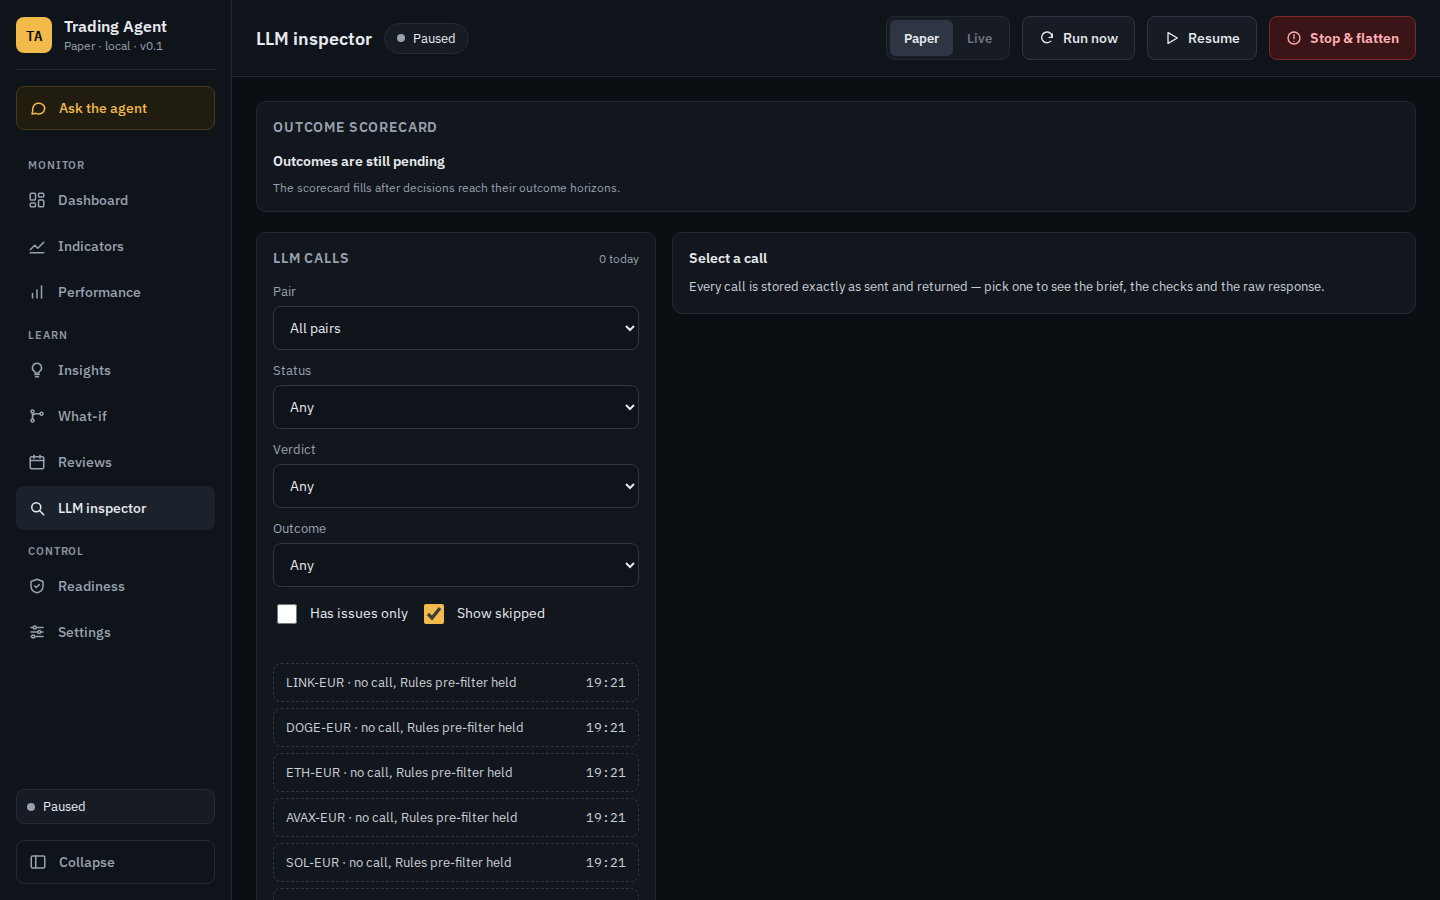 TA
Trading Agent
Paper · local · v0.1
Ask the agent
MONITOR
Dashboard
Indicators
Performance
LEARN
Insights
What-if
Reviews
LLM inspector
CONTROL
Readiness
Settings
Paused
Collapse
LLM inspector
Paused
Paper
Live
Run now
Resume
Stop & flatten
OUTCOME SCORECARD
Outcomes are still pending
The scorecard fills after decisions reach their outcome horizons.
LLM CALLS
0 today
Pair
All pairs
Status
Any
Verdict
Any
Outcome
Any
Has issues only
Show skipped
LINK-EUR · no call, Rules pre-filter held 19:21
DOGE-EUR · no call, Rules pre-filter held 19:21
ETH-EUR · no call, Rules pre-filter held 19:21
AVAX-EUR · no call, Rules pre-filter held 19:21
SOL-EUR · no call, Rules pre-filter held 19:21
Select a call
Every call is stored exactly as sent and returned — pick one to see the brief, the checks and the raw response.